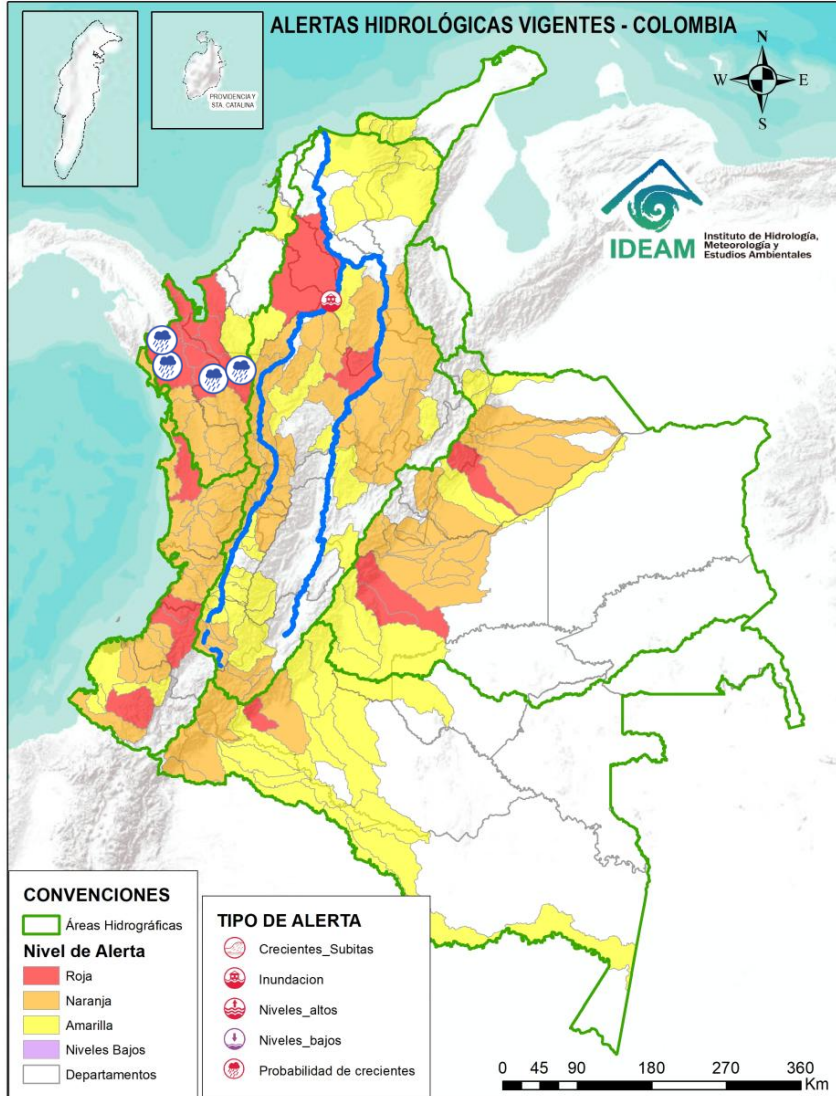 ALERTAS HIDROLÓGICAS VIGENTES - COLOMBIA
PROVIDENCIA Y
STA. CATALINA
N
W
E
S
IDEAM
Instituto de Hidrología,
Meteorología y
Estudios Ambientales
CONVENCIONES
Áreas Hidrográficas
Nivel de Alerta
Roja
Naranja
Amarilla
Niveles Bajos
Departamentos
TIPO DE ALERTA
Crecientes_Subitas
Inundacion
Niveles_altos
Niveles_bajos
Probabilidad de crecientes
0 45 90 180 270 360
Km